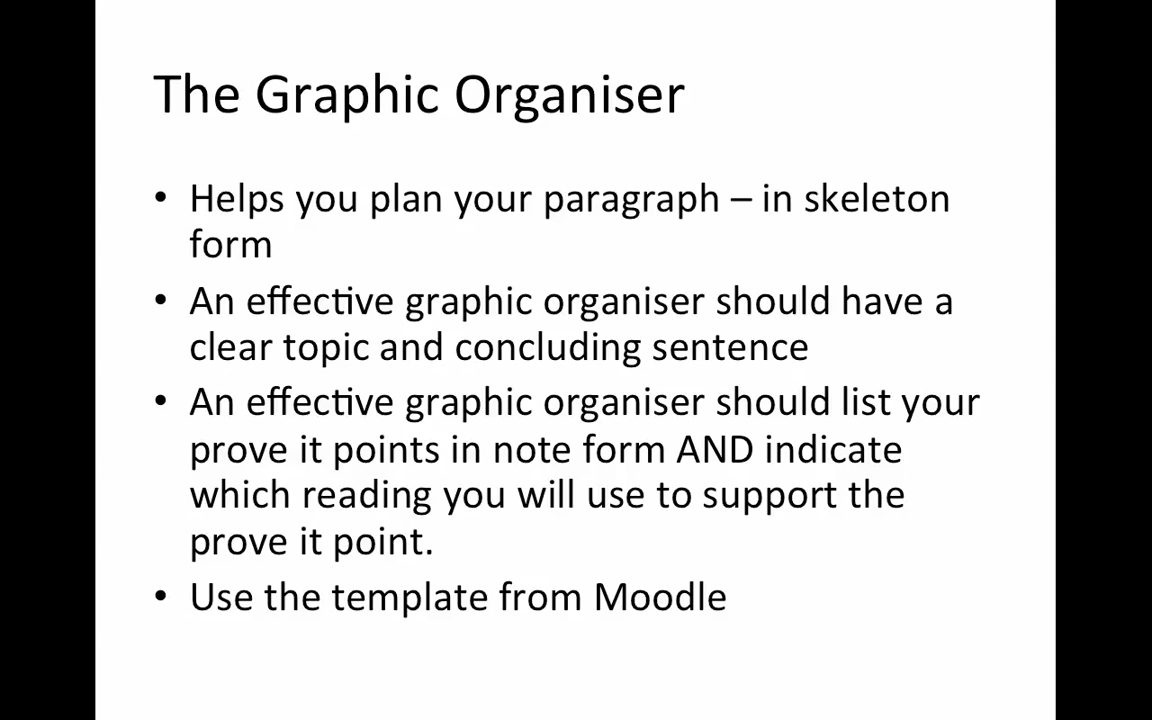 The Graphic Organiser
• Helps you plan your paragraph – in skeleton
form
• An effective graphic organiser should have a
clear topic and concluding sentence
• An effective graphic organiser should list your
prove it points in note form AND indicate
which reading you will use to support the
prove it point.
• Use the template from Moodle